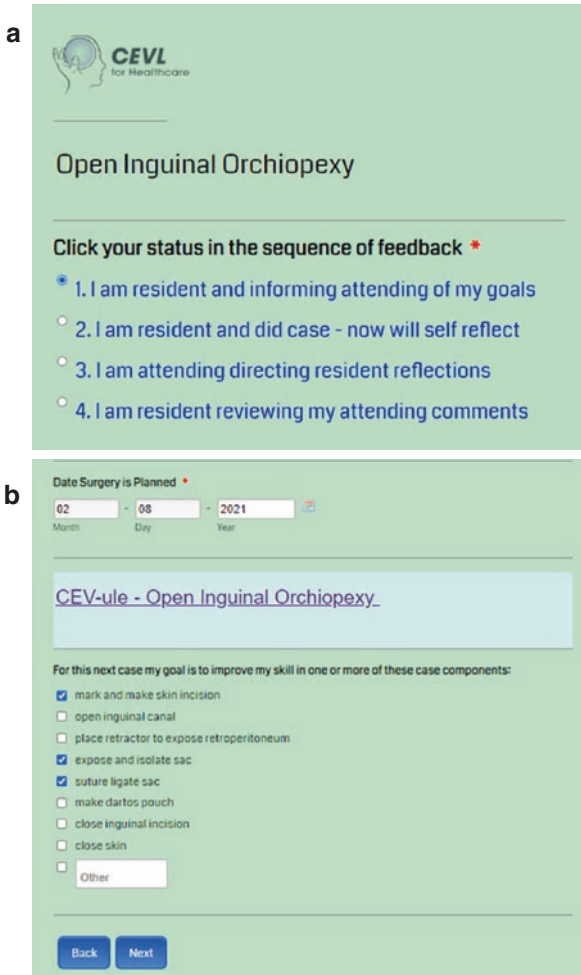 a
CEVL
for Healthcare
Open Inguinal Orchiopexy
Click your status in the sequence of feedback *
1. I am resident and informing attending of my goals
2. I am resident and did case - now will self reflect
3. I am attending directing resident reflections
4. I am resident reviewing my attending comments
b
Date Surgery is Planned *
02 - 08 - 2021
Month Day Year
CEV-ule - Open Inguinal Orchiopexy
For this next case my goal is to improve my skill in one or more of these case components:
mark and make skin incision
open inguinal canal
place retractor to expose retroperitoneum
expose and isolate sac
suture ligate sac
make dartos pouch
close inguinal incision
close skin
Other
Back Next